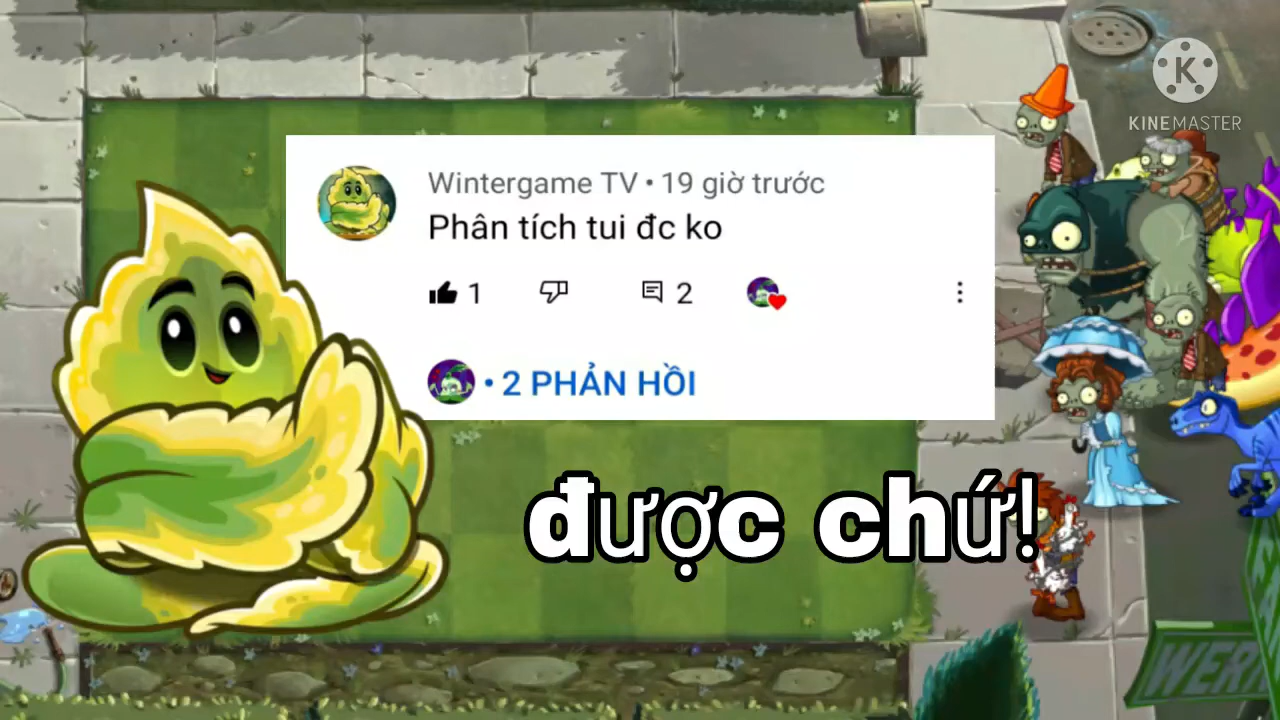 KINEMASTER
Wintergame TV • 19 giờ trước
Phân tích tui đc ko
1 2
• 2 PHẢN HỒI
được chứ!